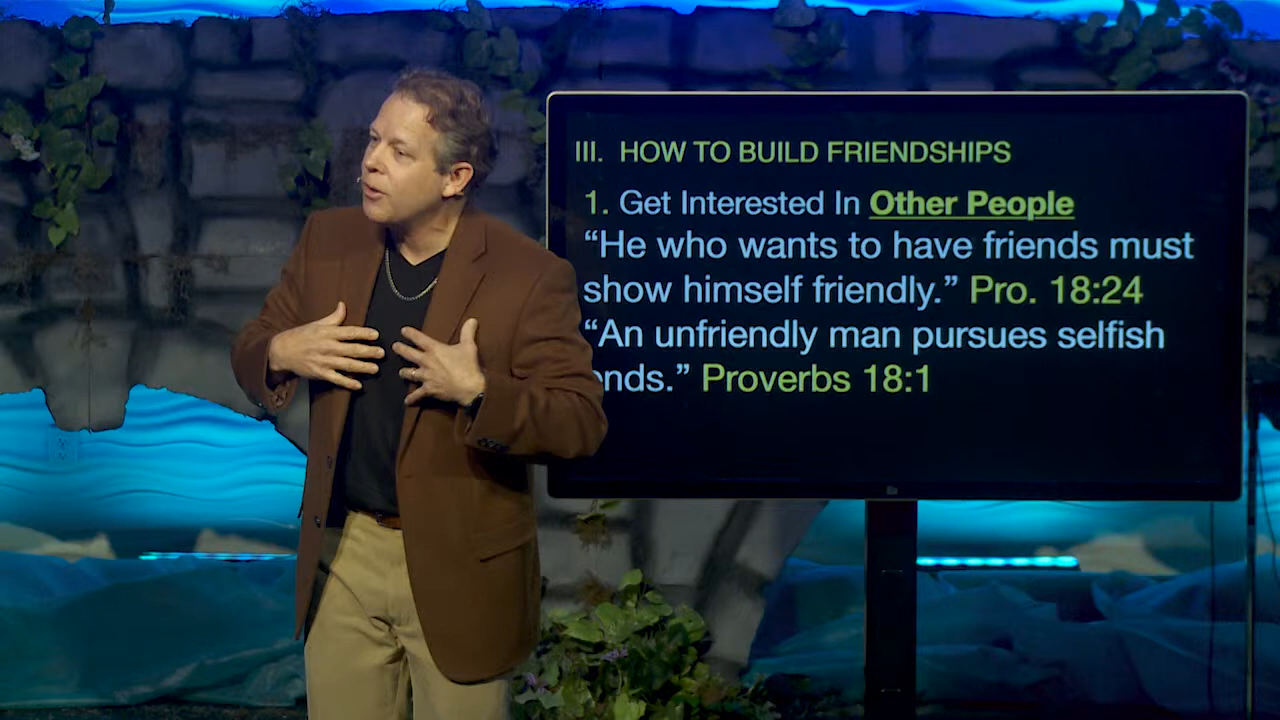 III. HOW TO BUILD FRIENDSHIPS
1. Get Interested In Other People
“He who wants to have friends must
show himself friendly.” Pro. 18:24
“An unfriendly man pursues selfish
ends.” Proverbs 18:1